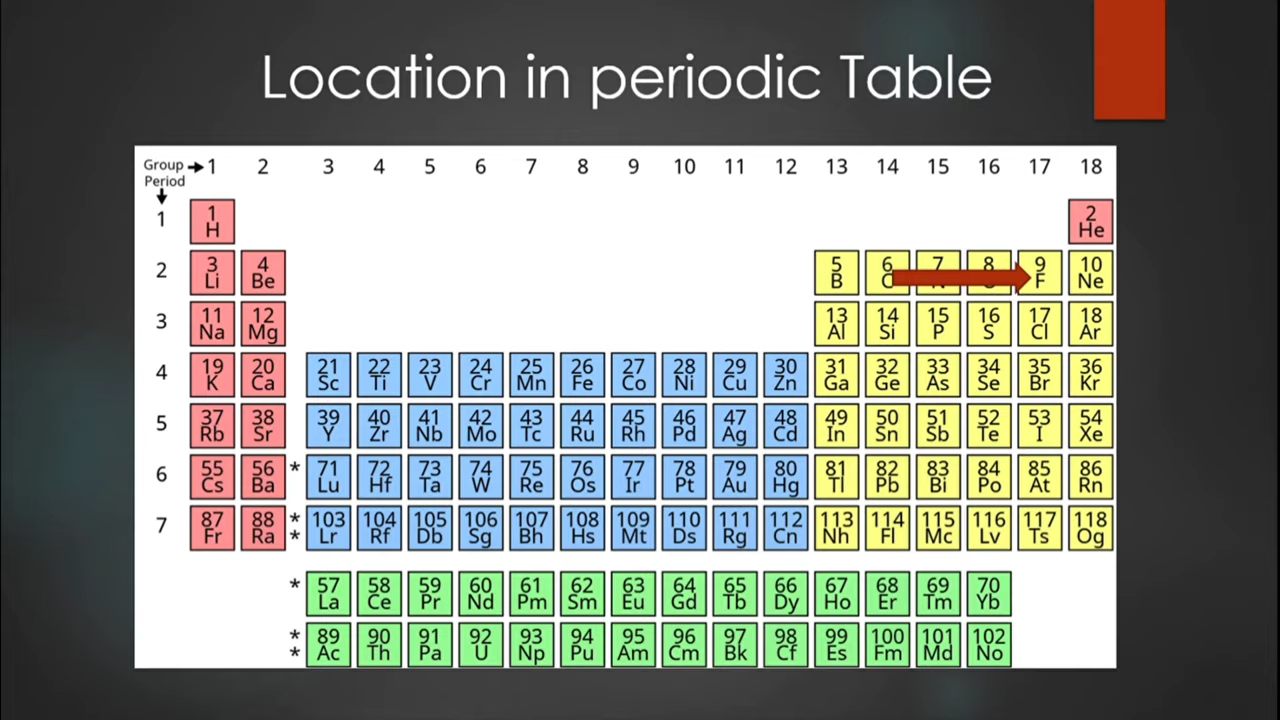 Location in periodic Table
Group → 1 2 3 4 5 6 7 8 9 10 11 12 13 14 15 16 17 18
Period
↓
1 1 2
H He
2 3 4 5 6 7 8 9 10
Li Be B F Ne
3 11 12 13 14 15 16 17 18
Na Mg Al Si P S Cl Ar
4 19 20 21 22 23 24 25 26 27 28 29 30 31 32 33 34 35 36
K Ca Sc Ti V Cr Mn Fe Co Ni Cu Zn Ga Ge As Se Br Kr
5 37 38 39 40 41 42 43 44 45 46 47 48 49 50 51 52 53 54
Rb Sr Y Zr Nb Mo Tc Ru Rh Pd Ag Cd In Sn Sb Te I Xe
6 55 56 * 71 72 73 74 75 76 77 78 79 80 81 82 83 84 85 86
Cs Ba Lu Hf Ta W Re Os Ir Pt Au Hg Tl Pb Bi Po At Rn
7 87 88 * 103 104 105 106 107 108 109 110 111 112 113 114 115 116 117 118
Fr Ra * Lr Rf Db Sg Bh Hs Mt Ds Rg Cn Nh Fl Mc Lv Ts Og
* 57 58 59 60 61 62 63 64 65 66 67 68 69 70
La Ce Pr Nd Pm Sm Eu Gd Tb Dy Ho Er Tm Yb
* 89 90 91 92 93 94 95 96 97 98 99 100 101 102
* Ac Th Pa U Np Pu Am Cm Bk Cf Es Fm Md No